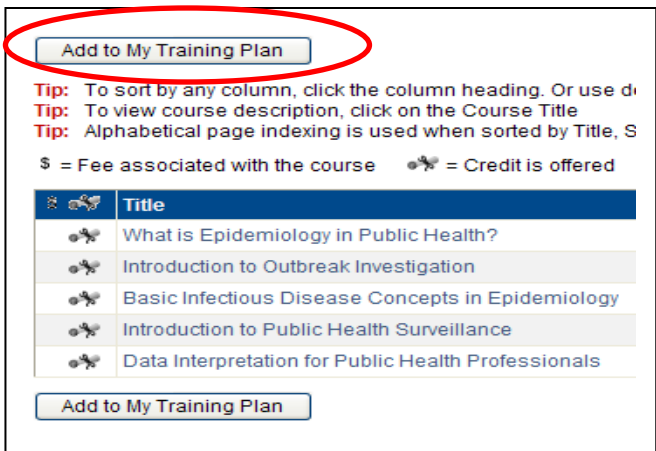 Add to My Training Plan
Tip: To sort by any column, click the column heading. Or use
Tip: To view course description, click on the Course Title
Tip: Alphabetical page indexing is used when sorted by Title,
$ = Fee associated with the course = Credit is offered
Title
What is Epidemiology in Public Health?
Introduction to Outbreak Investigation
Basic Infectious Disease Concepts in Epidemiology
Introduction to Public Health Surveillance
Data Interpretation for Public Health Professionals
Add to My Training Plan